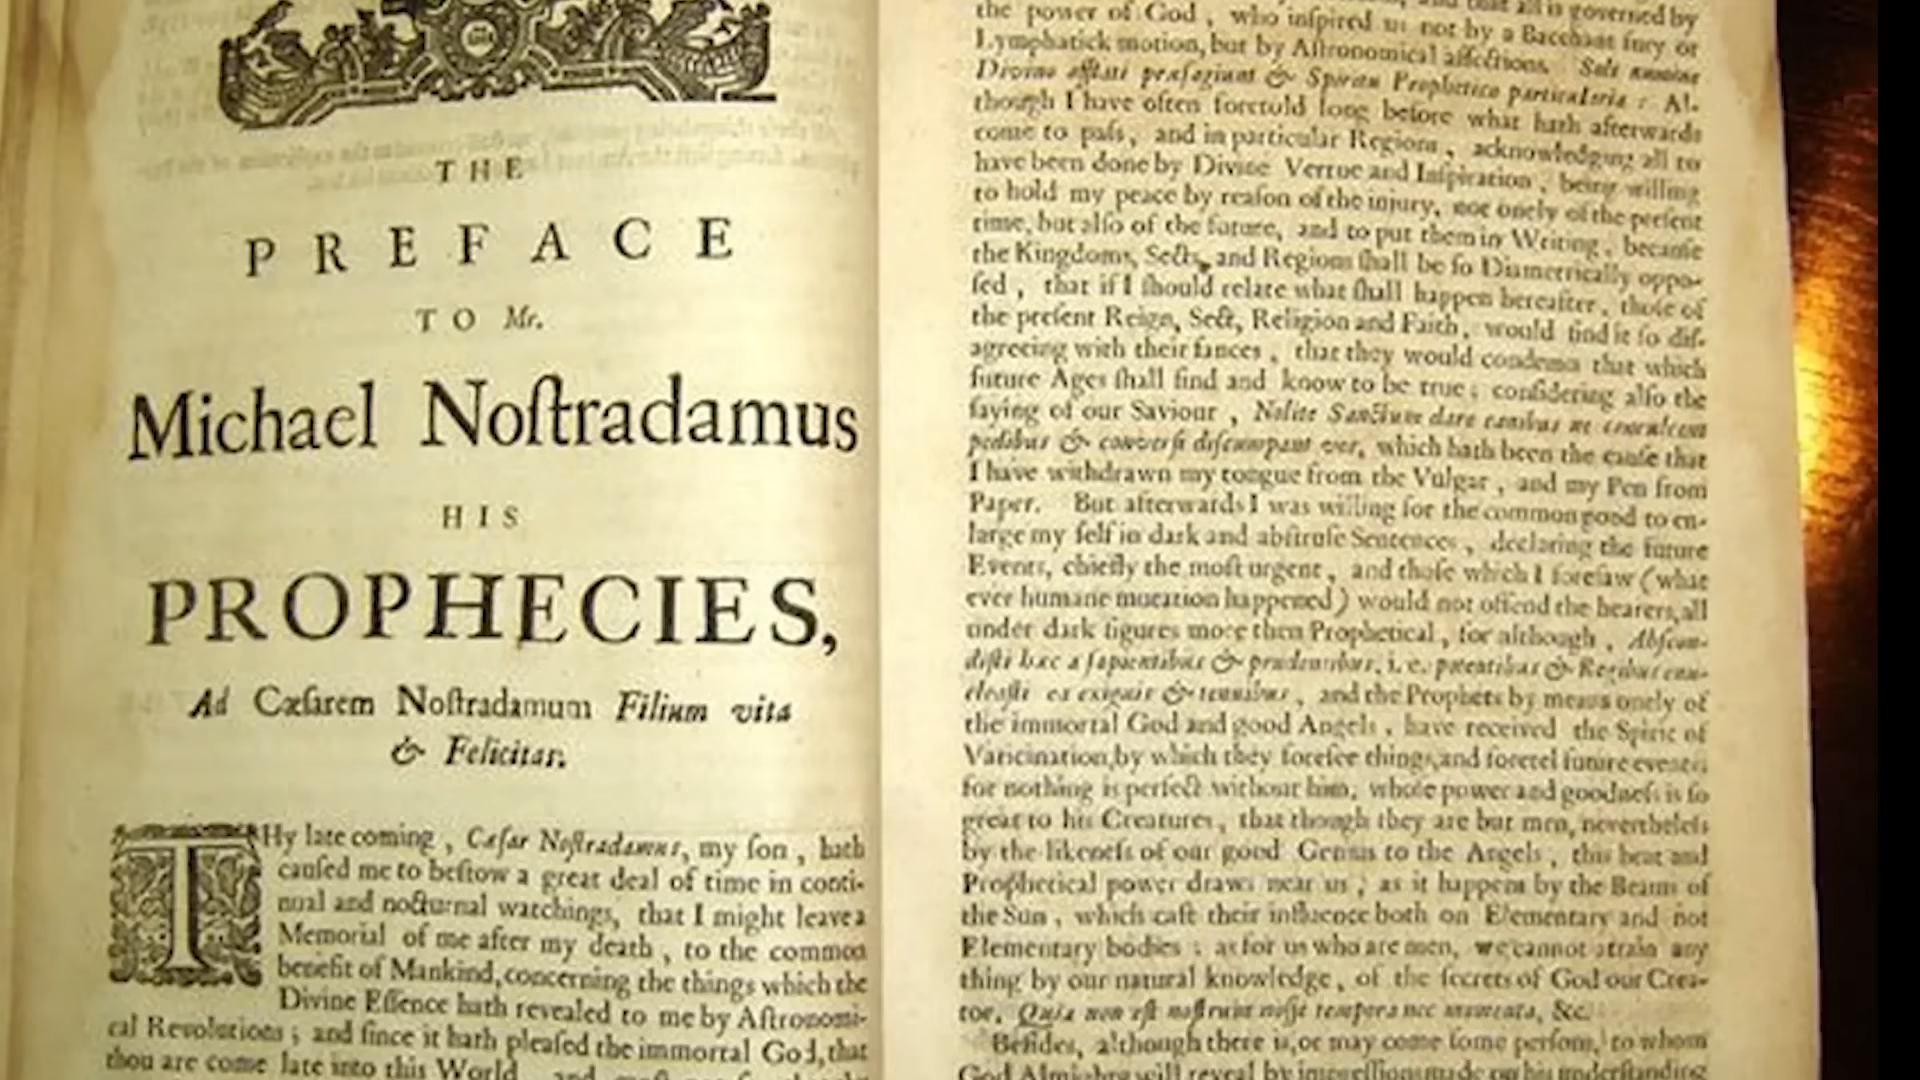 THE
PREFACE
TO Mr.
Michael Noſtradamus
HIS
PROPHECIES,
Ad Cæſarem Noſtradamum Filium vita
& Felicitas.
THy late coming, Cæſar Noſtradamus, my ſon, hath
cauſed me to beſtow a great deal of time in conti-
nual and nocturnal watchings, that I might leave a
Memorial of me after my death, to the common
benefit of Mankind, concerning the things which the
Divine Eſſence hath revealed to me by Aſtronomi-
cal Revolutions; and ſince it hath pleaſed the immortal God, that
thou are come late into this World, and
is governed by
the power of God, who inſpired us not by a Bacchant fury or
Lymphatick motion, but by Aſtronomical aſſections. Sole numine
Divino afflati præſagiunt & Spiritu Prophetico particularia: Al-
though I have often foretold long before what hath afterwards
come to paſs, and in particular Regions, acknowledging all to
have been done by Divine Vertue and Inſpiration, being willing
to hold my peace by reaſon of the injury, not onely of the preſent
time, but alſo of the future, and to put them in Writing, becauſe
the Kingdoms, Sects, and Regions ſhall be ſo Diametrically oppo-
ſed, that if I ſhould relate what ſhall happen hereafter, thoſe of
the preſent Reign, Sect, Religion and Faith, would find it ſo diſ-
agreeing with their fances, that they would condemn that which
future Ages ſhall find and know to be true; conſidering alſo the
ſaying of our Saviour, Nolite Sanctum dare canibus ne conculcent
pedibus & converſi diſcumpant vos, which hath been the cauſe that
I have withdrawn my tongue from the Vulgar, and my Pen from
Paper. But afterwards I was willing for the common good to en-
large my ſelf in dark and abſtruſe Sentences, declaring the future
Events, chiefly the moſt urgent, and thoſe which I foreſaw (what
ever humane mutation happened) would not offend the hearers, all
under dark figures more then Prophetical, for although, Abſcon-
diſti hæc a ſapientibus & prudentibus, i.e. potentibus & Regibus enu-
cleaſti ea exiguis & tenuibus, and the Prophets by means onely of
the immortal God and good Angels, have received the Spirit of
Vaticination, by which they foreſee things, and foretel future events
for nothing is perfect without him, whoſe power and goodneſs is ſo
great to his Creatures, that though they are but men, nevertheleſs
by the likeneſs of our good Genius to the Angels, this heat and
Prophetical power draws near us, as it happens by the Beams of
the Sun, which caſt their influence both on Elementary and not
Elementary bodies; as for us who are men, we cannot attain any
thing by our natural knowledge, of the ſecrets of God our Crea-
tor, Quia non eſt noſtrum noſſe tempora nec momenta, &c.
Beſides, although there is, or may come ſome perſons, to whom
God Almighty will reveal by impreſſions made on his underſtanding